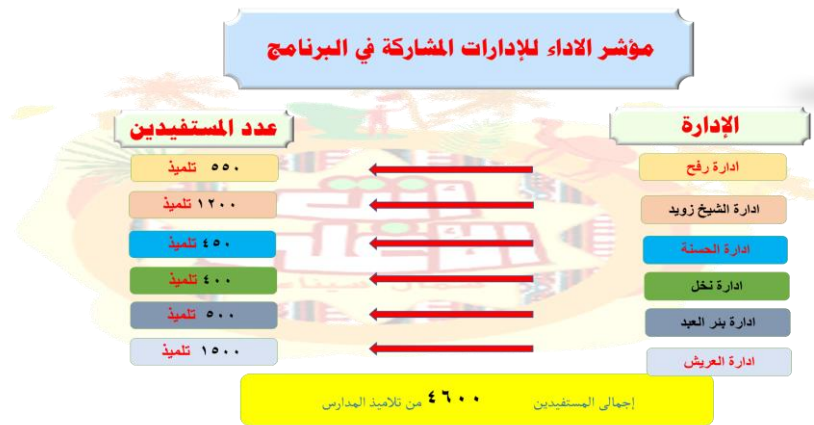 مؤشر الاداء للإدارات المشاركة في البرنامج
الإدارة
عدد المستفيدين
ادارة رفح
٥٥٠ تلميذ
ادارة الشيخ زويد
١٢٠٠ تلميذ
ادارة الحسنة
٤٥٠ تلميذ
ادارة نخل
٤٠٠ تلميذ
ادارة بئر العبد
٥٠٠ تلميذ
ادارة العريش
١٥٠٠ تلميذ
إجمالى المستفيدين ٤٦٠٠ من تلاميذ المدارس